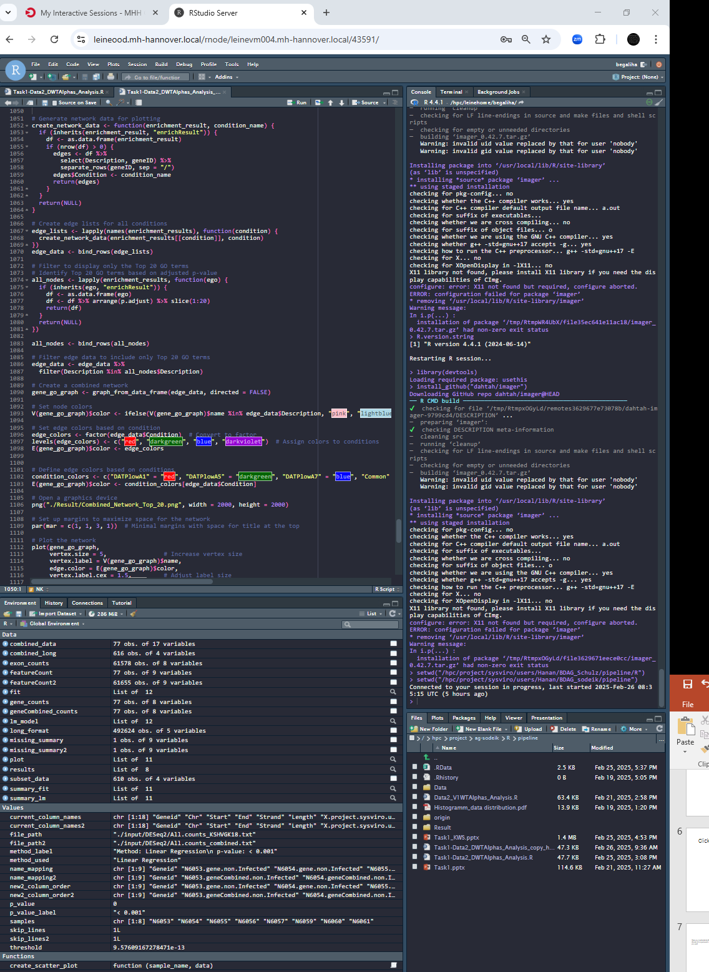 My Interactive Sessions - MHH
RStudio Server
leineood.mh-hannover.local/rnode/leinevm004.mh-hannover.local/43591/
File Edit Code View Plots Session Build Debug Profile Tools Help
begaliha
Go to file/function
Addins
Project: (None)
Task1-Data2_DWTAlphas_Analysis.R
Task1-Data2_DWTAlphas_Analysis_...
Source on Save
Run
Source
1050
1051 # Generate network data for plotting
1052 create_network_data <- function(enrichment_result, condition_name) {
1053 if (inherits(enrichment_result, "enrichResult")) {
1054 df <- as.data.frame(enrichment_result)
1055 if (nrow(df) > 0) {
1056 edges <- df %>%
1057 select(Description, geneID) %>%
1058 separate_rows(geneID, sep = "/")
1059 edges$Condition <- condition_name
1060 return(edges)
1061 }
1062 }
1063 return(NULL)
1064 }
1065
1066 # Create edge lists for all conditions
1067 edge_lists <- lapply(names(enrichment_results), function(condition) {
1068 create_network_data(enrichment_results[[condition]], condition)
1069 })
1070 edge_data <- bind_rows(edge_lists)
1071
1072 # Filter to display only the Top 20 GO terms
1073 # Identify Top 20 GO terms based on adjusted p-value
1074 all_nodes <- lapply(enrichment_results, function(ego) {
1075 if (inherits(ego, "enrichResult")) {
1076 df <- as.data.frame(ego)
1077 df <- df %>% arrange(p.adjust) %>% slice(1:20)
1078 return(df)
1079 }
1080 return(NULL)
1081 })
1082
1083 all_nodes <- bind_rows(all_nodes)
1084
1085 # Filter edge data to include only Top 20 GO terms
1086 edge_data <- edge_data %>%
1087 filter(Description %in% all_nodes$Description)
1088
1089 # Create a combined network
1090 gene_go_graph <- graph_from_data_frame(edge_data, directed = FALSE)
1091
1092 # Set node colors
1093 V(gene_go_graph)$color <- ifelse(V(gene_go_graph)$name %in% edge_data$Description, "pink", "lightblue
1094
1095 # Set edge colors based on condition
1096 edge_colors <- factor(edge_data$Condition) # Convert to factor
1097 levels(edge_colors) <- c("red", "darkgreen", "blue", "darkviolet") # Assign colors to conditions
1098 E(gene_go_graph)$color <- edge_colors
1099
1100
1101 # Define edge colors based on conditions
1102 condition_colors <- c("DATPlowA1" = "red", "DATPlowA5" = "darkgreen", "DATPlowA7" = "blue", "Common"
1103 E(gene_go_graph)$color <- condition_colors[edge_data$Condition]
1104
1105 # Open a graphics device
1106 png("./Result/Combined_Network_Top_20.png", width = 2000, height = 2000)
1107
1108 # Set up margins to maximize space for the network
1109 par(mar = c(1, 1, 3, 1)) # Minimal margins with space for title at the top
1110
1111 # Plot the network
1112 plot(gene_go_graph,
1113 vertex.size = 5, # Increase vertex size
1114 vertex.label = V(gene_go_graph)$name,
1115 edge.color = E(gene_go_graph)$color,
1116 vertex.label.cex = 1.5, # Adjust label size
1117
1050:1 NK R Script
Environment History Connections Tutorial
Import Dataset 286 MiB List
R Global Environment
Data
combined_data 77 obs. of 17 variables
combined_long 616 obs. of 4 variables
exon_counts 61578 obs. of 8 variables
featureCount 77 obs. of 9 variables
featureCount2 61655 obs. of 9 variables
fit List of 12
gene_counts 77 obs. of 8 variables
geneCombined_counts 77 obs. of 8 variables
lm_model List of 12
long_format 492624 obs. of 5 variables
missing_summary 1 obs. of 9 variables
missing_summary2 1 obs. of 9 variables
plot List of 11
results List of 8
subset_data 610 obs. of 4 variables
summary_fit List of 11
summary_lm List of 11
Values
current_column_names chr [1:18] "Geneid" "Chr" "Start" "End" "Strand" "Length" "X.project.sysviro.u...
current_column_names2 chr [1:9] "Geneid" "Chr" "Start" "End" "Strand" "Length" "X.project.sysviro.us...
file_path "./input/DESeq2/All.counts_KSHVGK18.txt"
file_path2 "./input/DESeq2/All.counts_combined.txt"
method_label "Method: Linear Regression\n p-value: < 0.001"
method_used "Linear Regression"
name_mapping chr [1:9] "Geneid" "N6053.gene.non.Infected" "N6054.gene.non.Infected" "N6055....
name_mapping2 chr [1:9] "Geneid" "N6053.geneCombined.non.Infected" "N6054.geneCombined.non.In...
new2_column_order chr [1:9] "Geneid" "N6053.gene.non.Infected" "N6054.gene.non.Infected" "N6055....
new2_column_order2 chr [1:9] "Geneid" "N6053.geneCombined.non.Infected" "N6054.geneCombined.non.In...
p_value 0
p_value_label "< 0.001"
samples chr [1:8] "N6053" "N6054" "N6055" "N6056" "N6057" "N6059" "N6060" "N6061"
skip_lines 1L
skip_lines2 1L
threshold 9.57609167278471e-13
Functions
create_scatter_plot function (sample_name, data)
Console Terminal Background Jobs
R 4.4.1 · /hpc/leinehome/begaliha/
running 'cleanup'
─ checking for LF line-endings in source and make files and shell sc
ripts
─ checking for empty or unneeded directories
─ building 'imager_0.42.7.tar.gz'
Warning: invalid uid value replaced by that for user 'nobody'
Warning: invalid gid value replaced by that for user 'nobody'
Installing package into '/usr/local/lib/R/site-library'
(as 'lib' is unspecified)
* installing *source* package 'imager' ...
** using staged installation
checking for pkg-config... no
checking whether the C++ compiler works... yes
checking for C++ compiler default output file name... a.out
checking for suffix of executables...
checking whether we are cross compiling... no
checking for suffix of object files... o
checking whether we are using the GNU C++ compiler... yes
checking whether g++ -std=gnu++17 accepts -g... yes
checking how to run the C++ preprocessor... g++ -std=gnu++17 -E
checking for X... no
checking for XOpenDisplay in -lX11... no
X11 library not found, please install X11 library if you need the dis
play capabilities of CImg.
configure: error: X11 not found but required, configure aborted.
ERROR: configuration failed for package 'imager'
* removing '/usr/local/lib/R/site-library/imager'
Warning message:
In i.p(...) :
installation of package '/tmp/RtmpWR4UbX/file35ec641e11ac18/imager_
0.42.7.tar.gz' had non-zero exit status
> R.version.string
[1] "R version 4.4.1 (2024-06-14)"
Restarting R session...
> library(devtools)
Loading required package: usethis
> install_github("dahtah/imager")
Downloading GitHub repo dahtah/imager@HEAD
── R CMD build ──
✔ checking for file '/tmp/RtmpxOGyLd/remotes3629677e73078b/dahtah-im
ager-9799cd4/DESCRIPTION' ...
─ preparing 'imager':
✔ checking DESCRIPTION meta-information
─ cleaning src
─ running 'cleanup'
─ checking for LF line-endings in source and make files and shell sc
ripts
─ checking for empty or unneeded directories
─ building 'imager_0.42.7.tar.gz'
Warning: invalid uid value replaced by that for user 'nobody'
Warning: invalid gid value replaced by that for user 'nobody'
Installing package into '/usr/local/lib/R/site-library'
(as 'lib' is unspecified)
* installing *source* package 'imager' ...
** using staged installation
checking for pkg-config... no
checking whether the C++ compiler works... yes
checking for C++ compiler default output file name... a.out
checking for suffix of executables...
checking whether we are cross compiling... no
checking for suffix of object files... o
checking whether we are using the GNU C++ compiler... yes
checking whether g++ -std=gnu++17 accepts -g... yes
checking how to run the C++ preprocessor... g++ -std=gnu++17 -E
checking for X... no
checking for XOpenDisplay in -lX11... no
X11 library not found, please install X11 library if you need the dis
play capabilities of CImg.
configure: error: X11 not found but required, configure aborted.
ERROR: configuration failed for package 'imager'
* removing '/usr/local/lib/R/site-library/imager'
Warning message:
In i.p(...) :
installation of package '/tmp/RtmpxOGyLd/file3629671eece0cc/imager_
0.42.7.tar.gz' had non-zero exit status
> setwd("/hpc/project/sysviro/users/Hanan/BDAG_Schulz/pipeline/R")
> setwd("/hpc/project/sysviro/users/Hanan/BDAG_sodeik/pipeline")
Connected to your session in progress, last started 2025-Feb-26 08:3
5:15 UTC (5 hours ago)
>
Files Plots Packages Help Viewer Presentation
New Folder New Blank File Upload Delete Rename More
/ hpc project ag-sodeik R pipeline
Name Size Modified
..
.RData 2.5 KB Feb 25, 2025, 5:37 PM
.Rhistory 0 B Feb 19, 2025, 5:05 PM
Data
Data2_V1WTAlphas_Analysis.R 63.4 KB Feb 21, 2025, 2:58 PM
Histogramm_data distribution.pdf 13.9 KB Feb 19, 2025, 1:20 PM
origin
Result
Task1_KWS.pptx 1.4 MB Feb 25, 2025, 4:53 PM
Task1-Data2_DWTAlphas_Analysis_copy_h... 47.3 KB Feb 26, 2025, 9:36 AM
Task1-Data2_DWTAlphas_Analysis.R 47.7 KB Feb 25, 2025, 3:08 PM
Task1.pptx 114.6 KB Feb 21, 2025, 11:27 AM
File
Paste
6
7